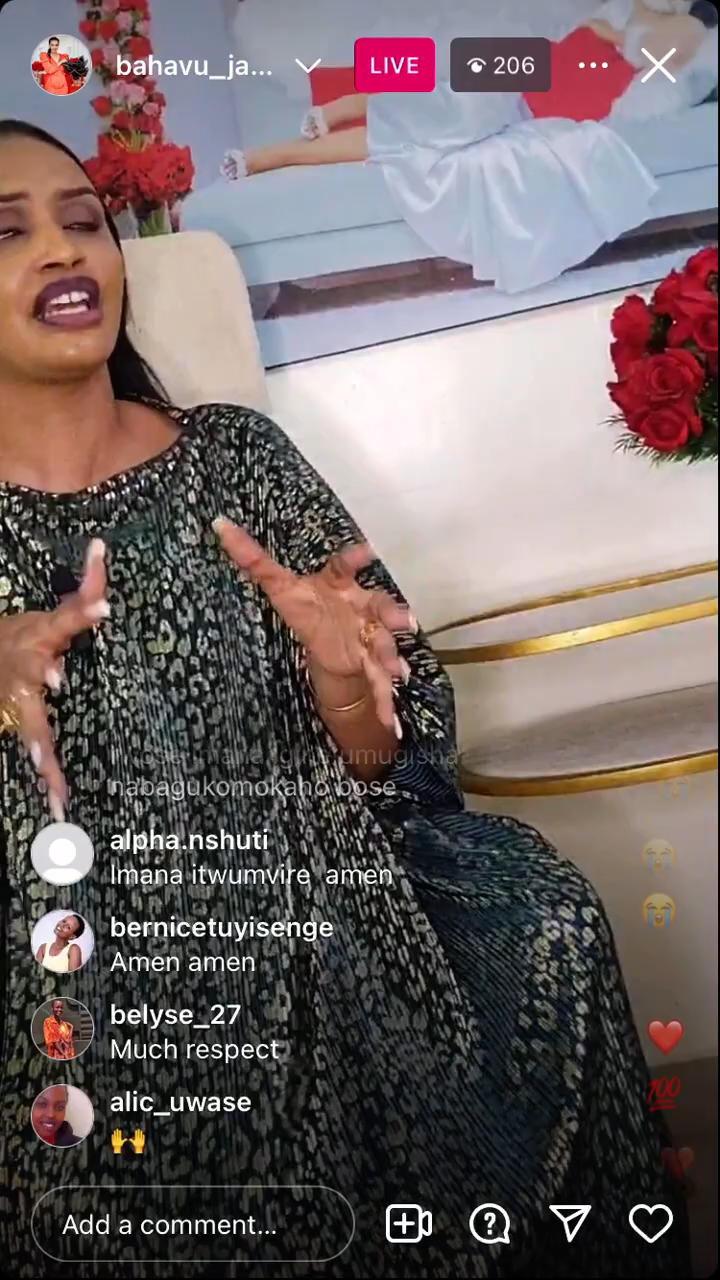 bahavu_ja...
LIVE
206
umugisha
nabagukomokaho bose
alpha.nshuti
Imana itwumvire amen
bernicetuyisenge
Amen amen
belyse_27
Much respect
alic_uwase
🙌
Add a comment...